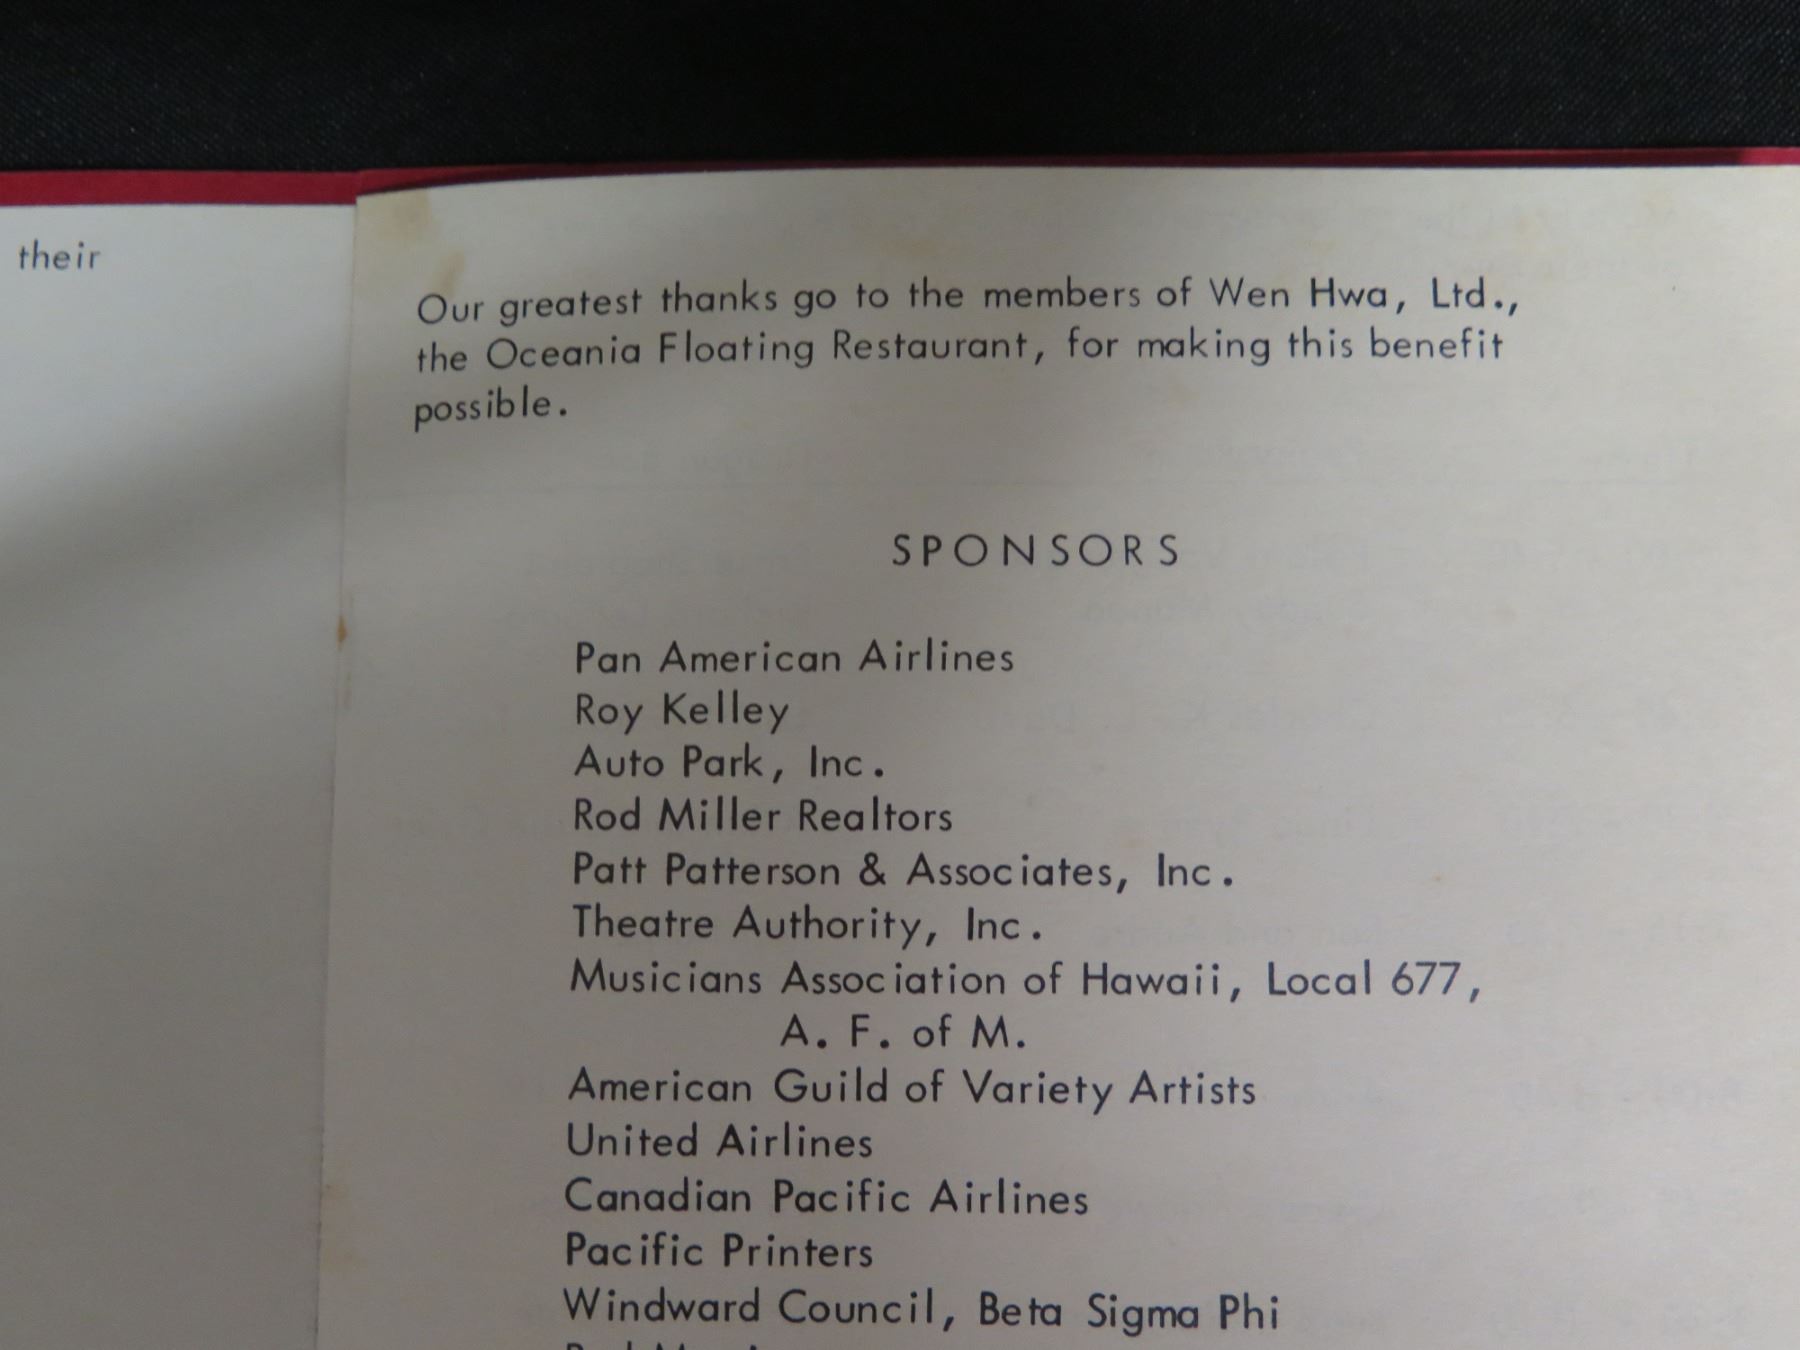 their
Our greatest thanks go to the members of Wen Hwa, Ltd.,
the Oceania Floating Restaurant, for making this benefit
possible.
SPONSORS
Pan American Airlines
Roy Kelley
Auto Park, Inc.
Rod Miller Realtors
Patt Patterson & Associates, Inc.
Theatre Authority, Inc.
Musicians Association of Hawaii, Local 677,
A. F. of M.
American Guild of Variety Artists
United Airlines
Canadian Pacific Airlines
Pacific Printers
Windward Council, Beta Sigma Phi